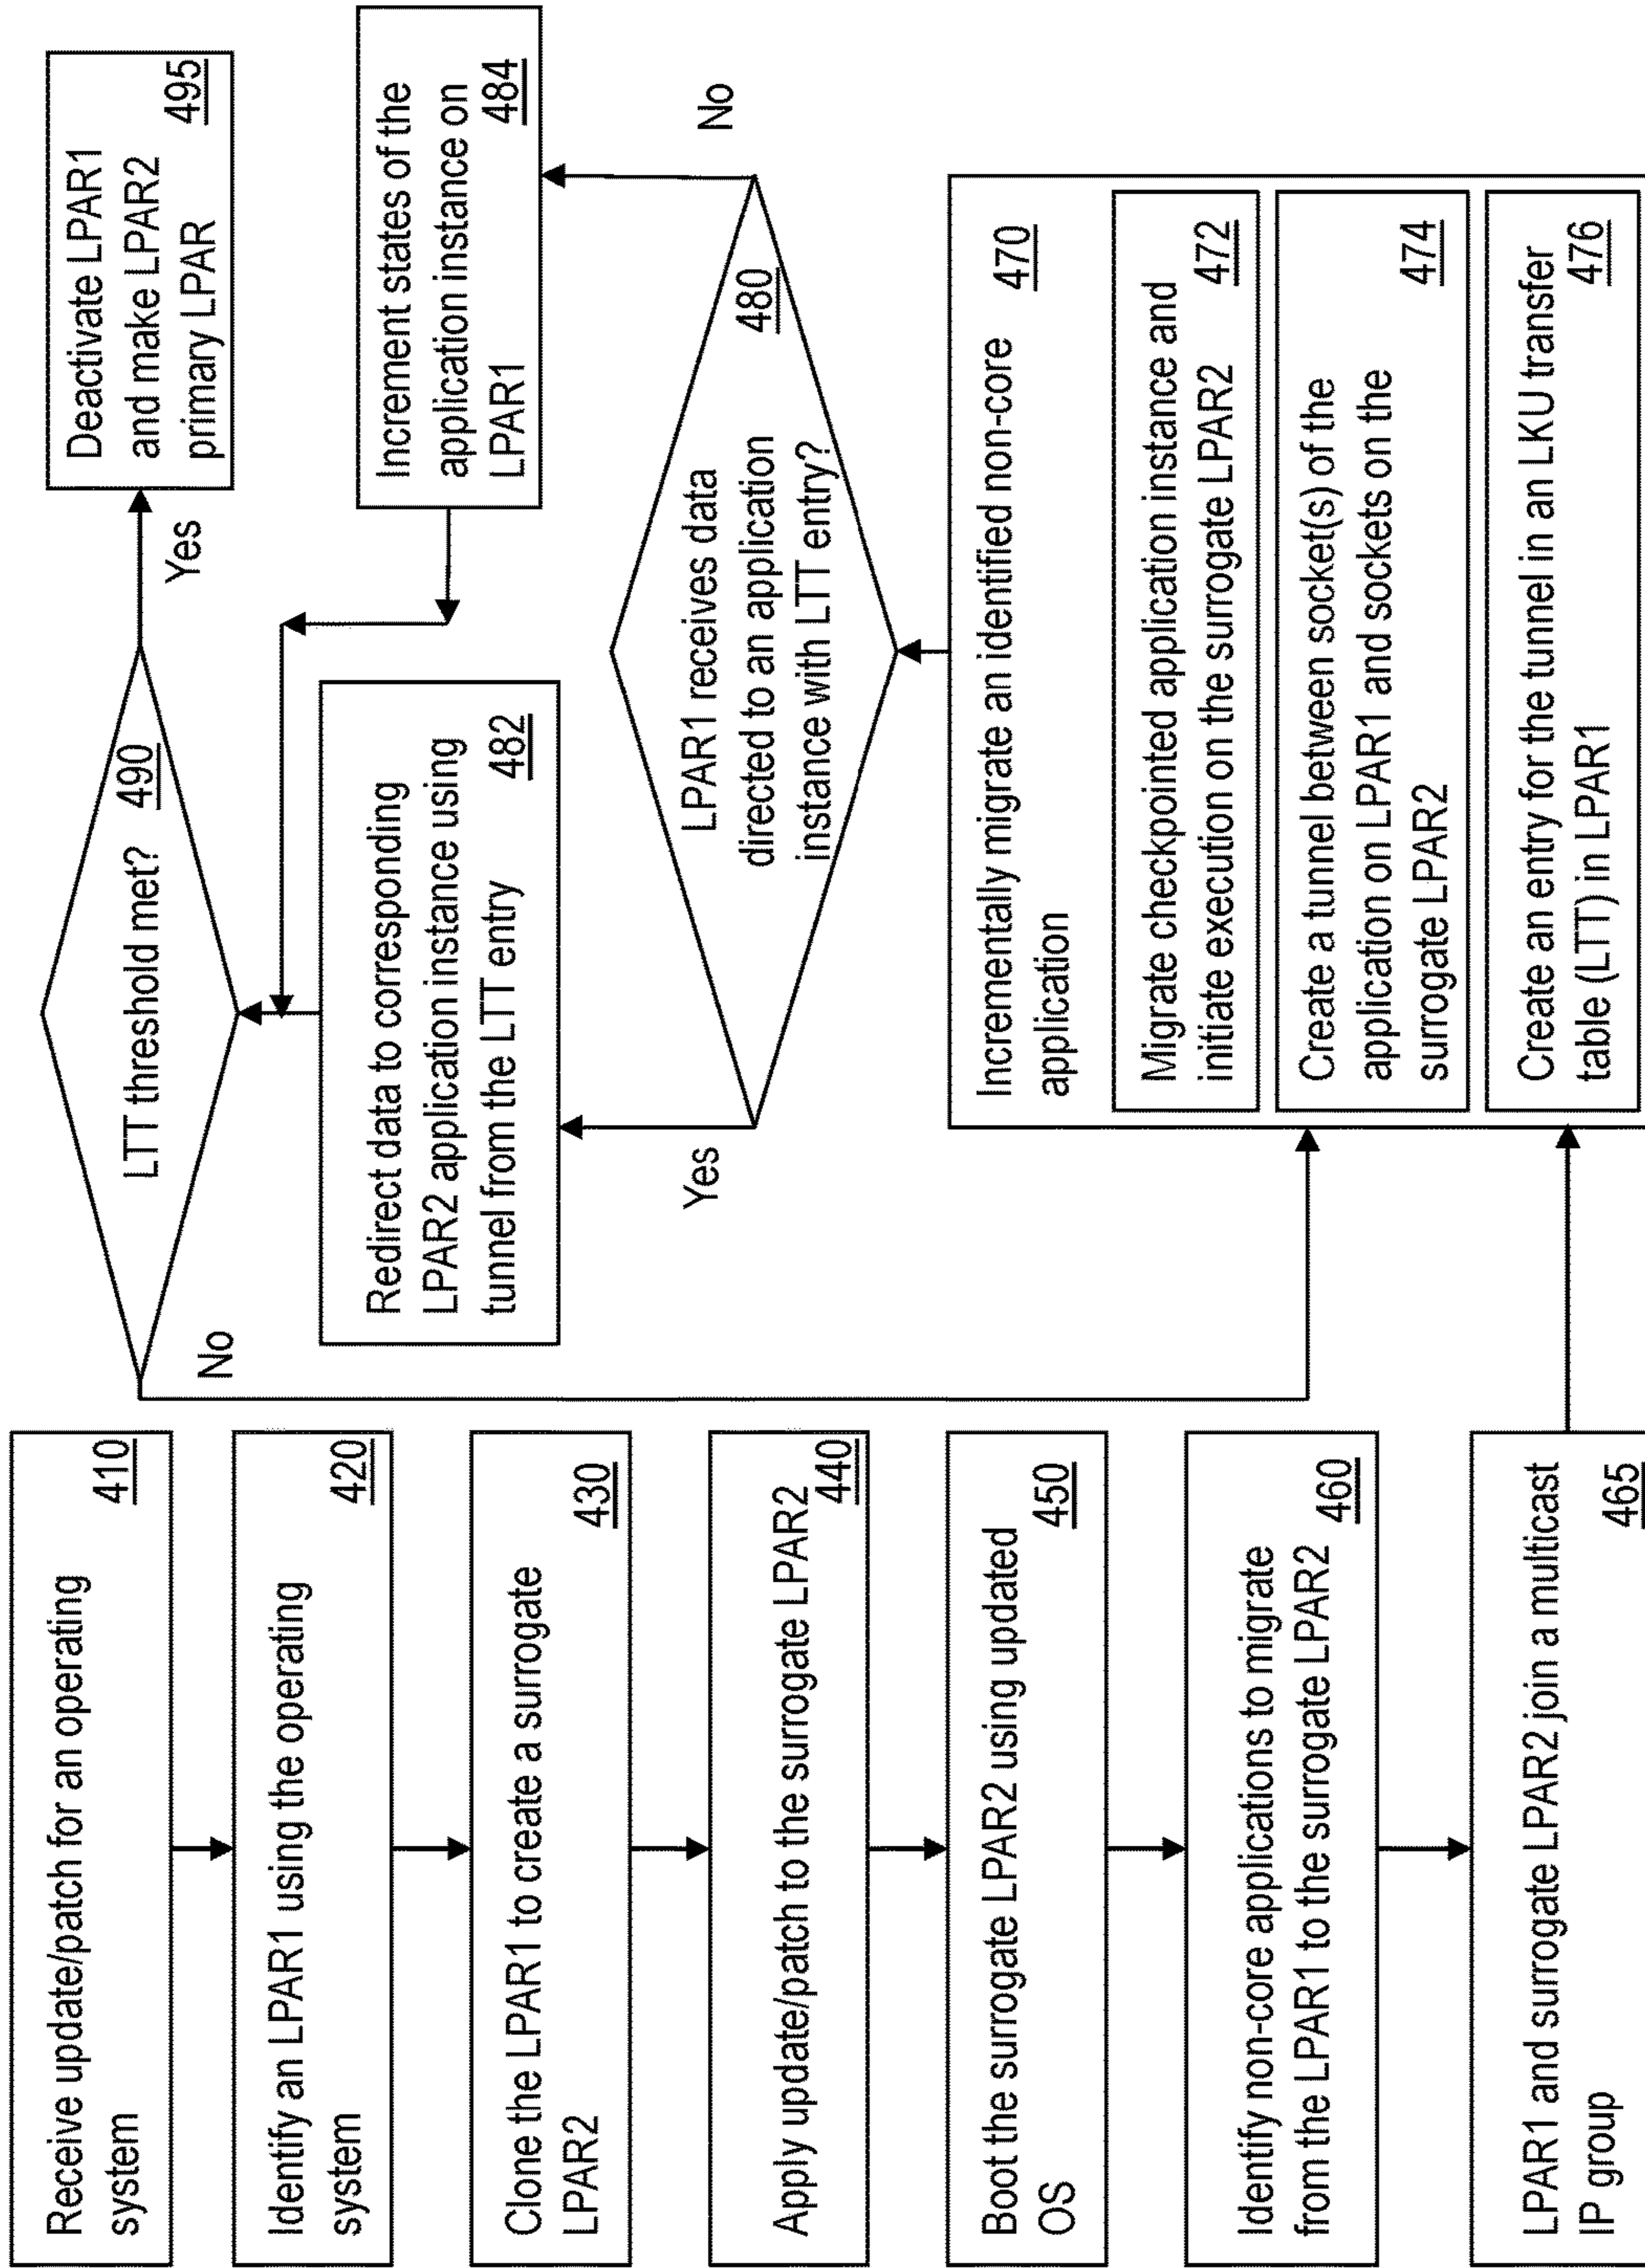 Receive update/patch for an operating
system
410
Identify an LPAR1 using the operating
system
420
Clone the LPAR1 to create a surrogate
LPAR2
430
Apply update/patch to the surrogate LPAR2
440
Boot the surrogate LPAR2 using updated
OS
450
Identify non-core applications to migrate
from the LPAR1 to the surrogate LPAR2
460
LPAR1 and surrogate LPAR2 join a multicast
IP group
465
Incrementally migrate an identified non-core
application
470
Migrate checkpointed application instance and
initiate execution on the surrogate LPAR2
472
Create a tunnel between socket(s) of the
application on LPAR1 and sockets on the
surrogate LPAR2
474
Create an entry for the tunnel in an LKU transfer
table (LTT) in LPAR1
476
LPAR1 receives data
directed to an application
instance with LTT entry?
480
Yes
No
Redirect data to corresponding
LPAR2 application instance using
tunnel from the LTT entry
482
Increment states of the
application instance on
LPAR1
484
LTT threshold met?
490
No
Yes
Deactivate LPAR1
and make LPAR2
primary LPAR
495